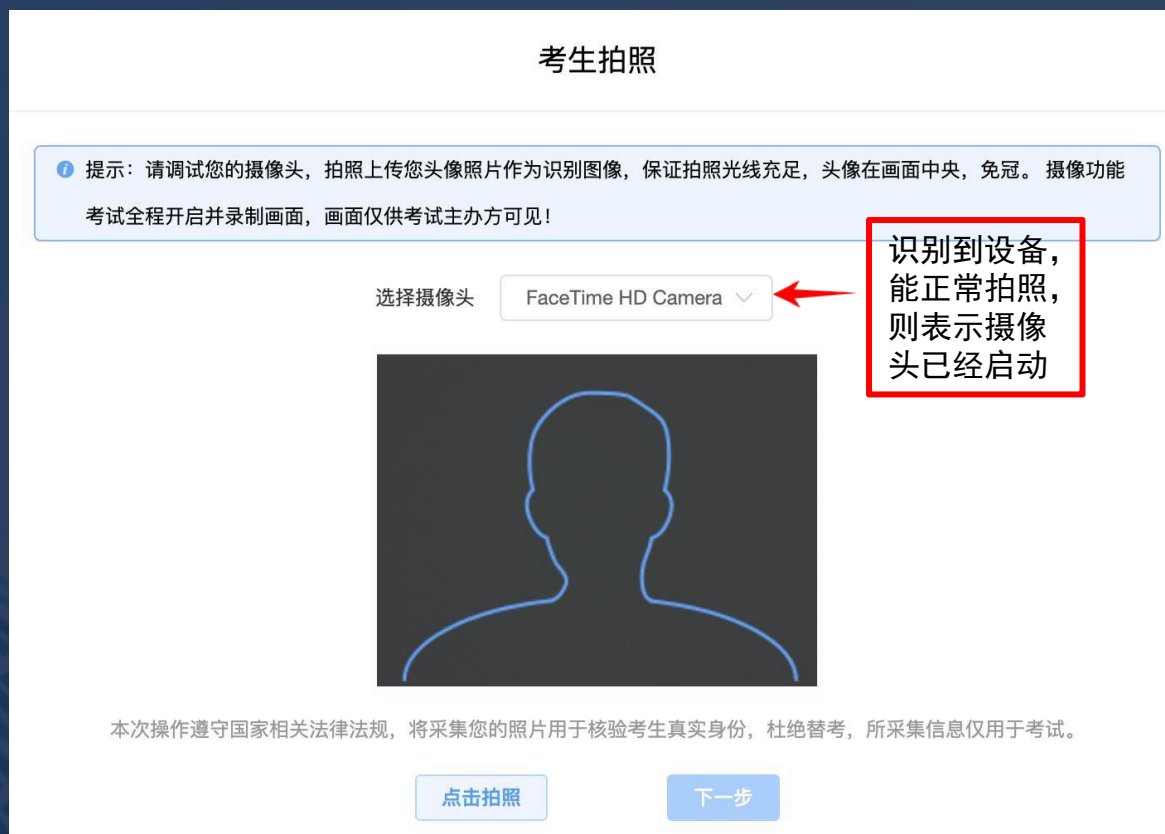 考生拍照
提示：请调试您的摄像头，拍照上传您头像照片作为识别图像，保证拍照光线充足，头像在画面中央，免冠。 摄像功能
考试全程开启并录制画面，画面仅供考试主办方可见！
识别到设备，
能正常拍照，
则表示摄像
头已经启动
选择摄像头 FaceTime HD Camera
本次操作遵守国家相关法律法规，将采集您的照片用于核验考生真实身份，杜绝替考，所采集信息仅用于考试。
点击拍照 下一步